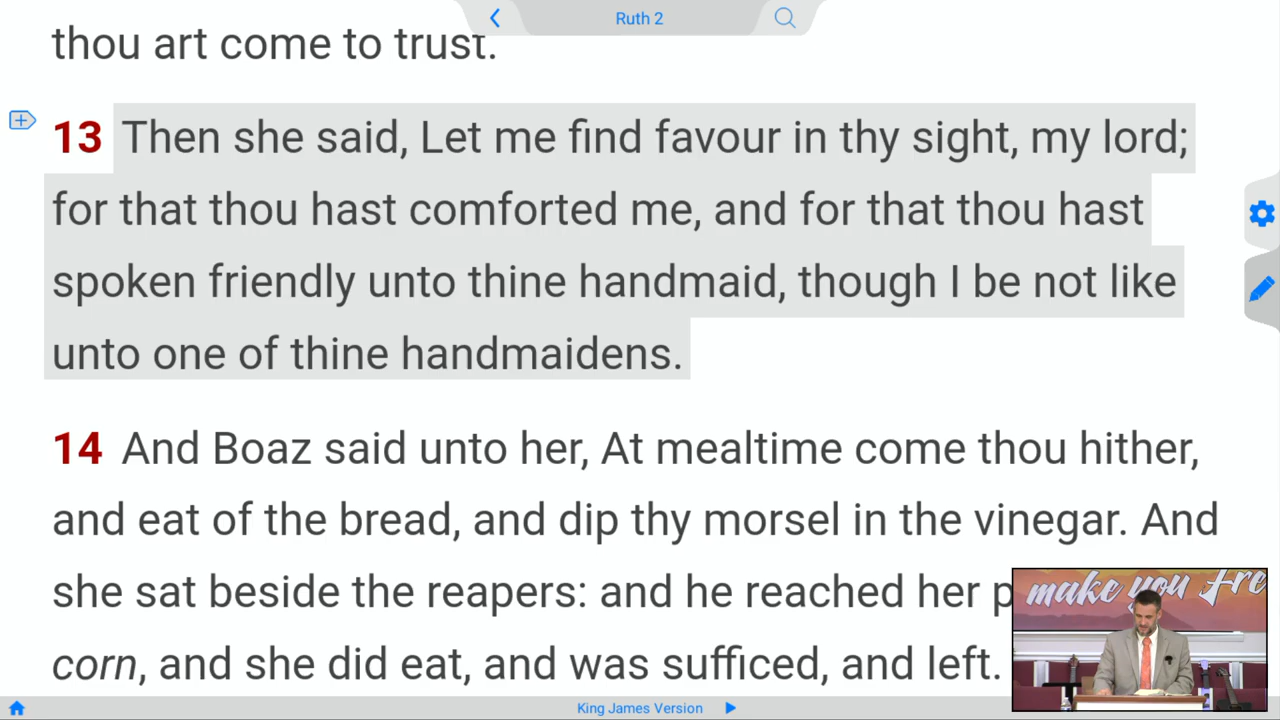 Ruth 2
thou art come to trust.
13 Then she said, Let me find favour in thy sight, my lord;
for that thou hast comforted me, and for that thou hast
spoken friendly unto thine handmaid, though I be not like
unto one of thine handmaidens.
14 And Boaz said unto her, At mealtime come thou hither,
and eat of the bread, and dip thy morsel in the vinegar. And
she sat beside the reapers: and he reached her
corn, and she did eat, and was sufficed, and left.
make you Fre
King James Version